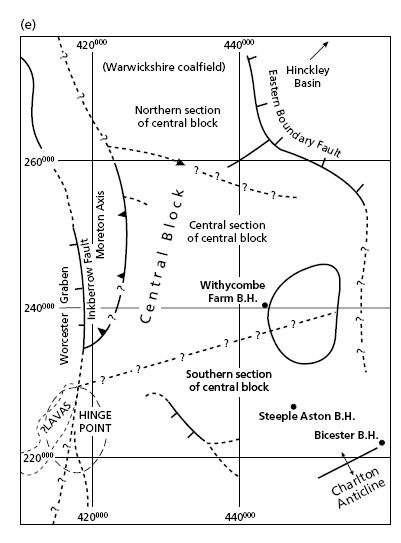 (e)
420000
440000
(Warwickshire coalfield)
Hinckley
Basin
Eastern Boundary Fault
Northern section
of central block
?
?
260000
?
?
?
?
?
Moreton Axis
Central Block
Central section
of central block
Inkberrow Fault
Worcester Graben
Withycombe
Farm B.H.
240000
?
?
?
?
?
?
?
?
?
?
Southern section
of central block
?LAVAS
HINGE
POINT
Steeple Aston B.H.
Bicester B.H.
220000
?
?
Charlton
Anticline
420000
440000